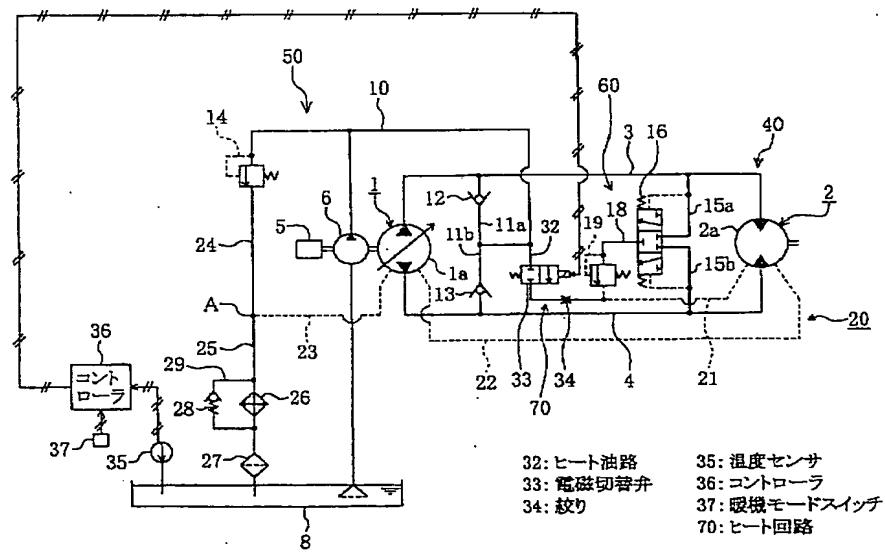 50
10
14
60
3
16
40
12
1
5
6
11a
11b
32
19
18
15a
2
2a
24
1a
13
15b
A
23
25
36
29
33
34
4
21
20
22
70
コント
ローラ
28
26
37
35
27
8
32：ヒート油路
33：電磁切替弁
34：絞り
35：温度センサ
36：コントローラ
37：暖機モードスイッチ
70：ヒート回路